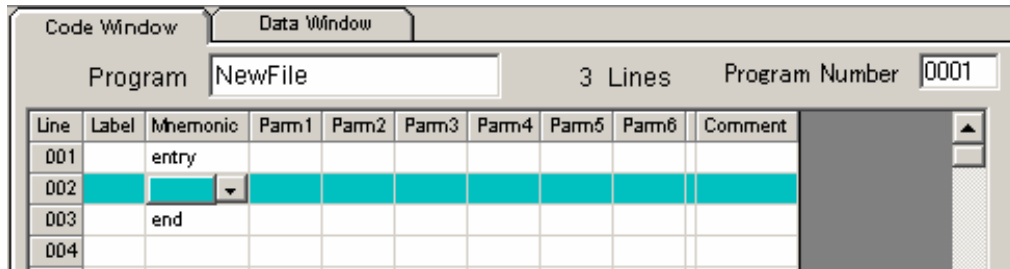 Code Window Data Window
Program NewFile 3 Lines Program Number 0001
Line Label Mnemonic Parm1 Parm2 Parm3 Parm4 Parm5 Parm6 Comment
001 entry
002
003 end
004